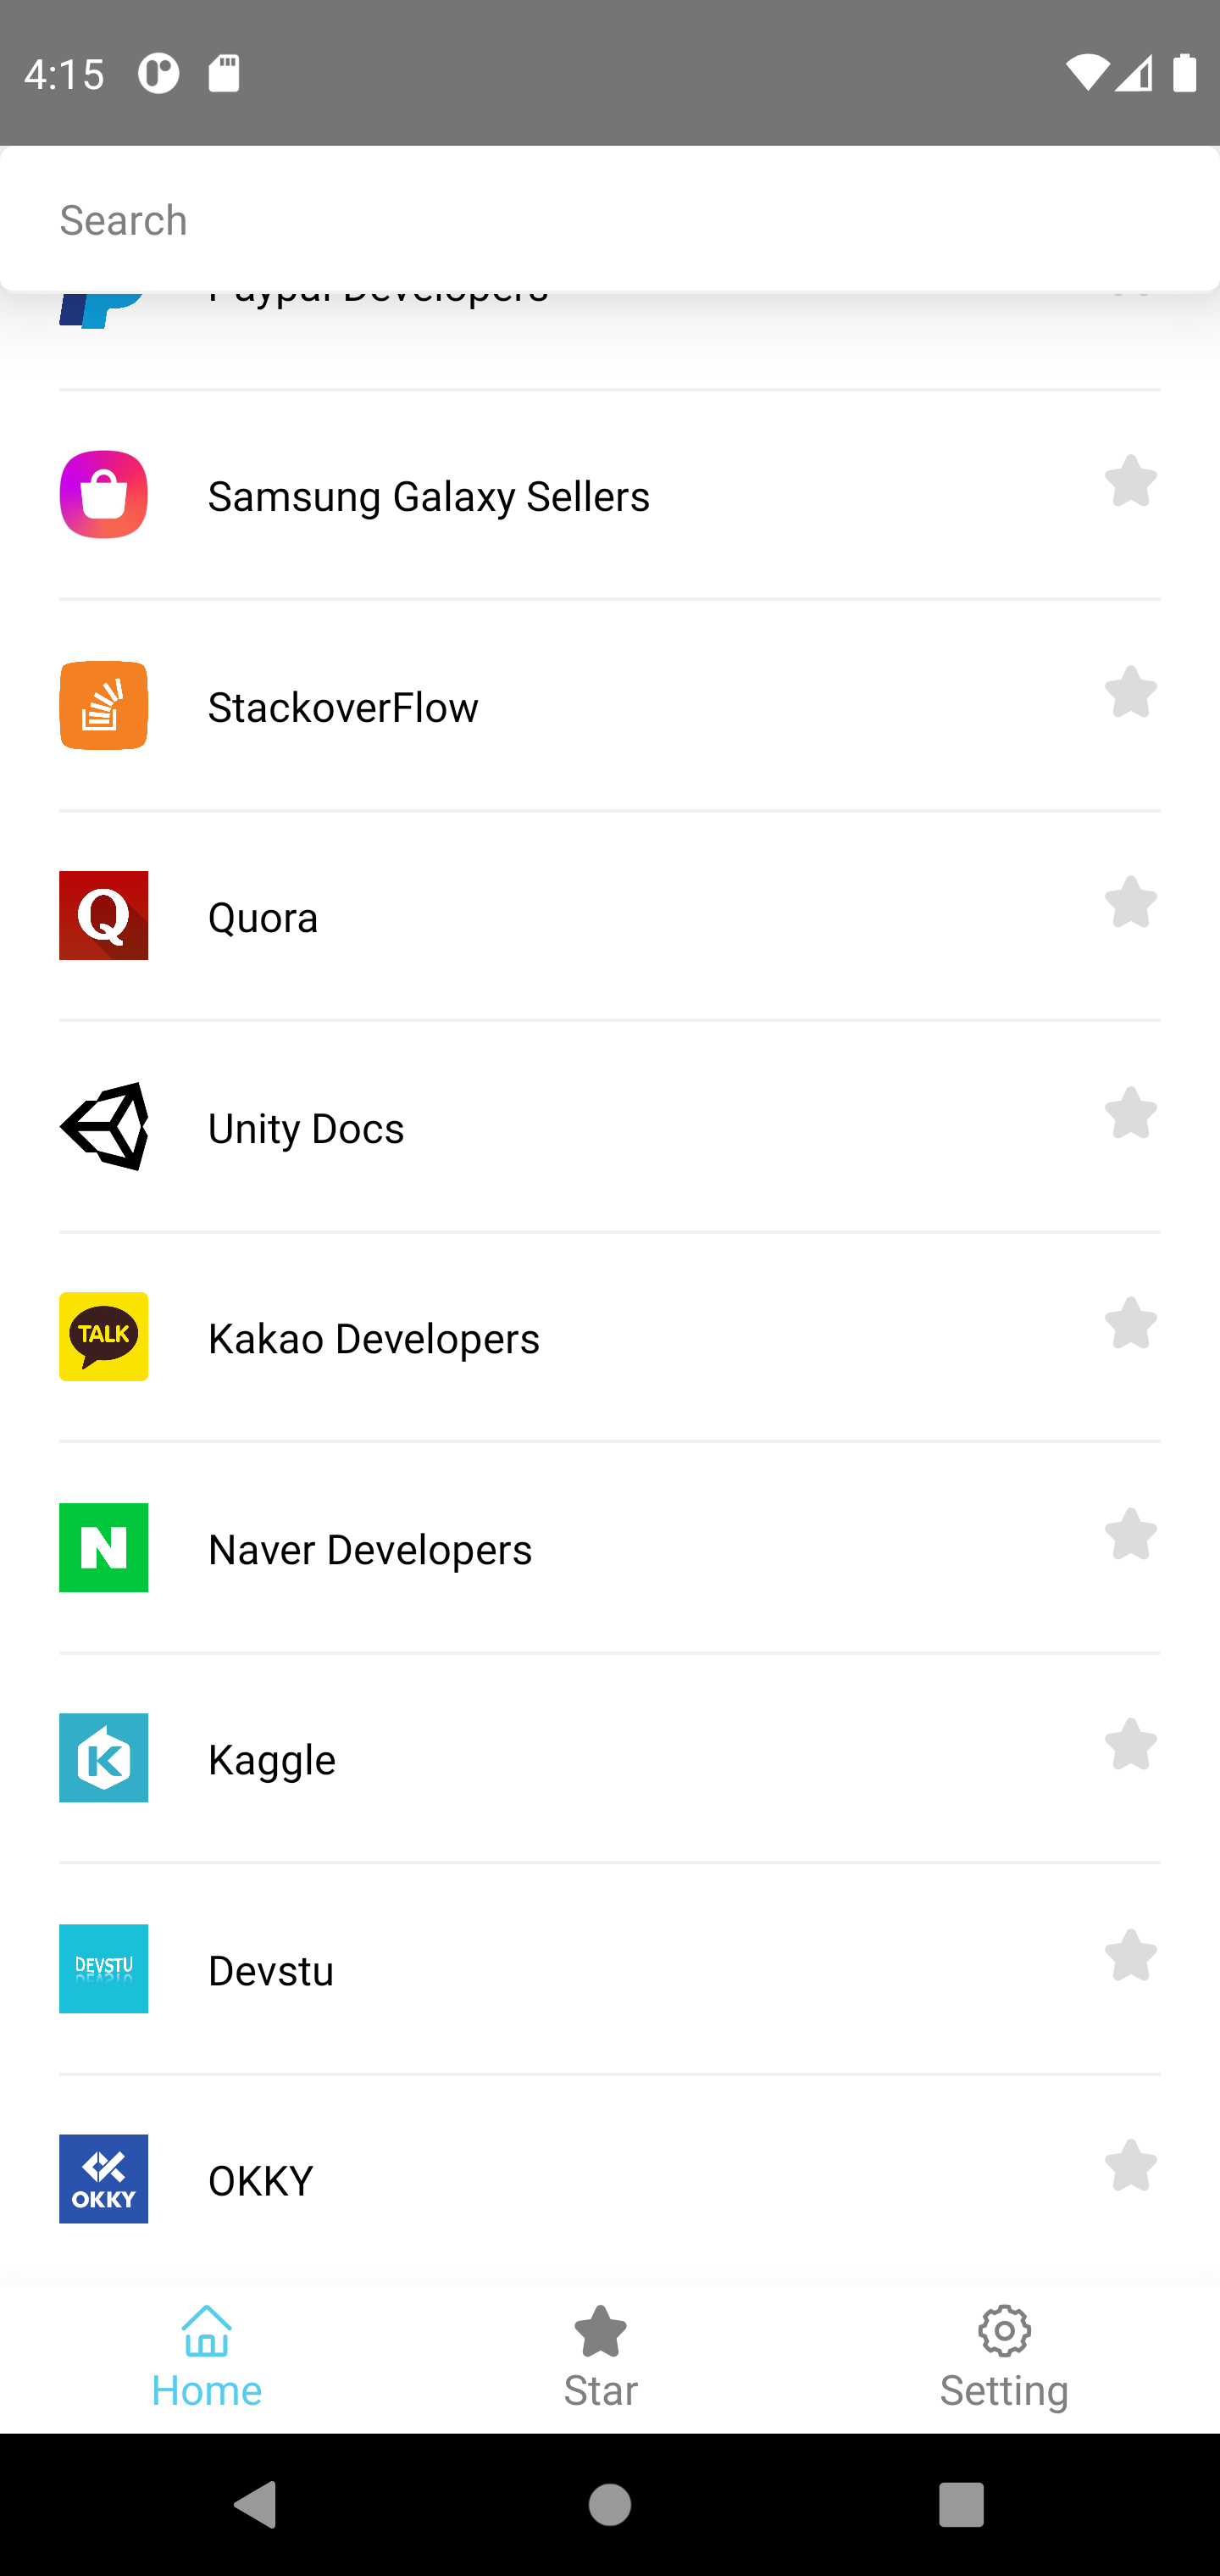 4:15
Search
Paypal Developers
Samsung Galaxy Sellers
StackoverFlow
Q Quora
Unity Docs
TALK Kakao Developers
N Naver Developers
K Kaggle
DEVSTU Devstu
OKKY OKKY
Home Star Setting